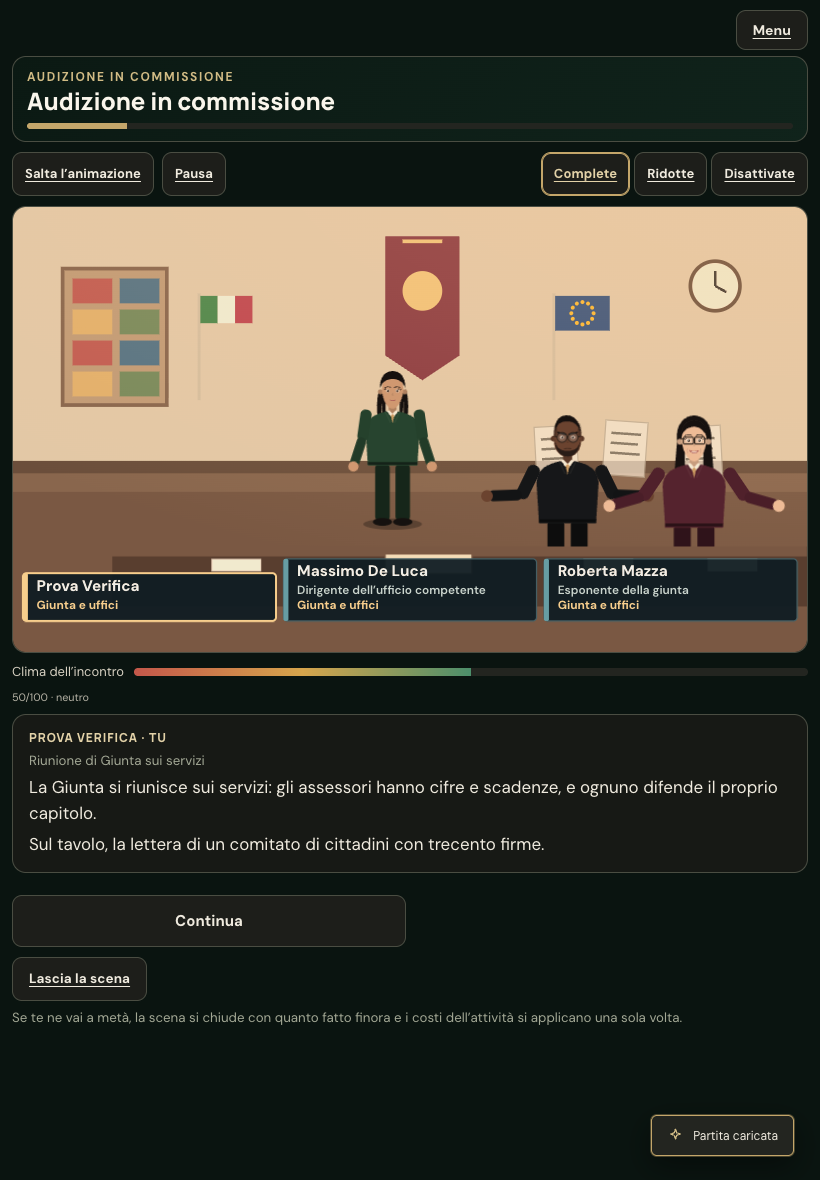 Menu
AUDIZIONE IN COMMISSIONE
Audizione in commissione
Salta l’animazione
Pausa
Complete
Ridotte
Disattivate
Prova Verifica
Giunta e uffici
Massimo De Luca
Dirigente dell’ufficio competente
Giunta e uffici
Roberta Mazza
Esponente della giunta
Giunta e uffici
Clima dell’incontro
50/100 · neutro
PROVA VERIFICA · TU
Riunione di Giunta sui servizi
La Giunta si riunisce sui servizi: gli assessori hanno cifre e scadenze, e ognuno difende il proprio
capitolo.
Sul tavolo, la lettera di un comitato di cittadini con trecento firme.
Continua
Lascia la scena
Se te ne vai a metà, la scena si chiude con quanto fatto finora e i costi dell’attività si applicano una sola volta.
Partita caricata